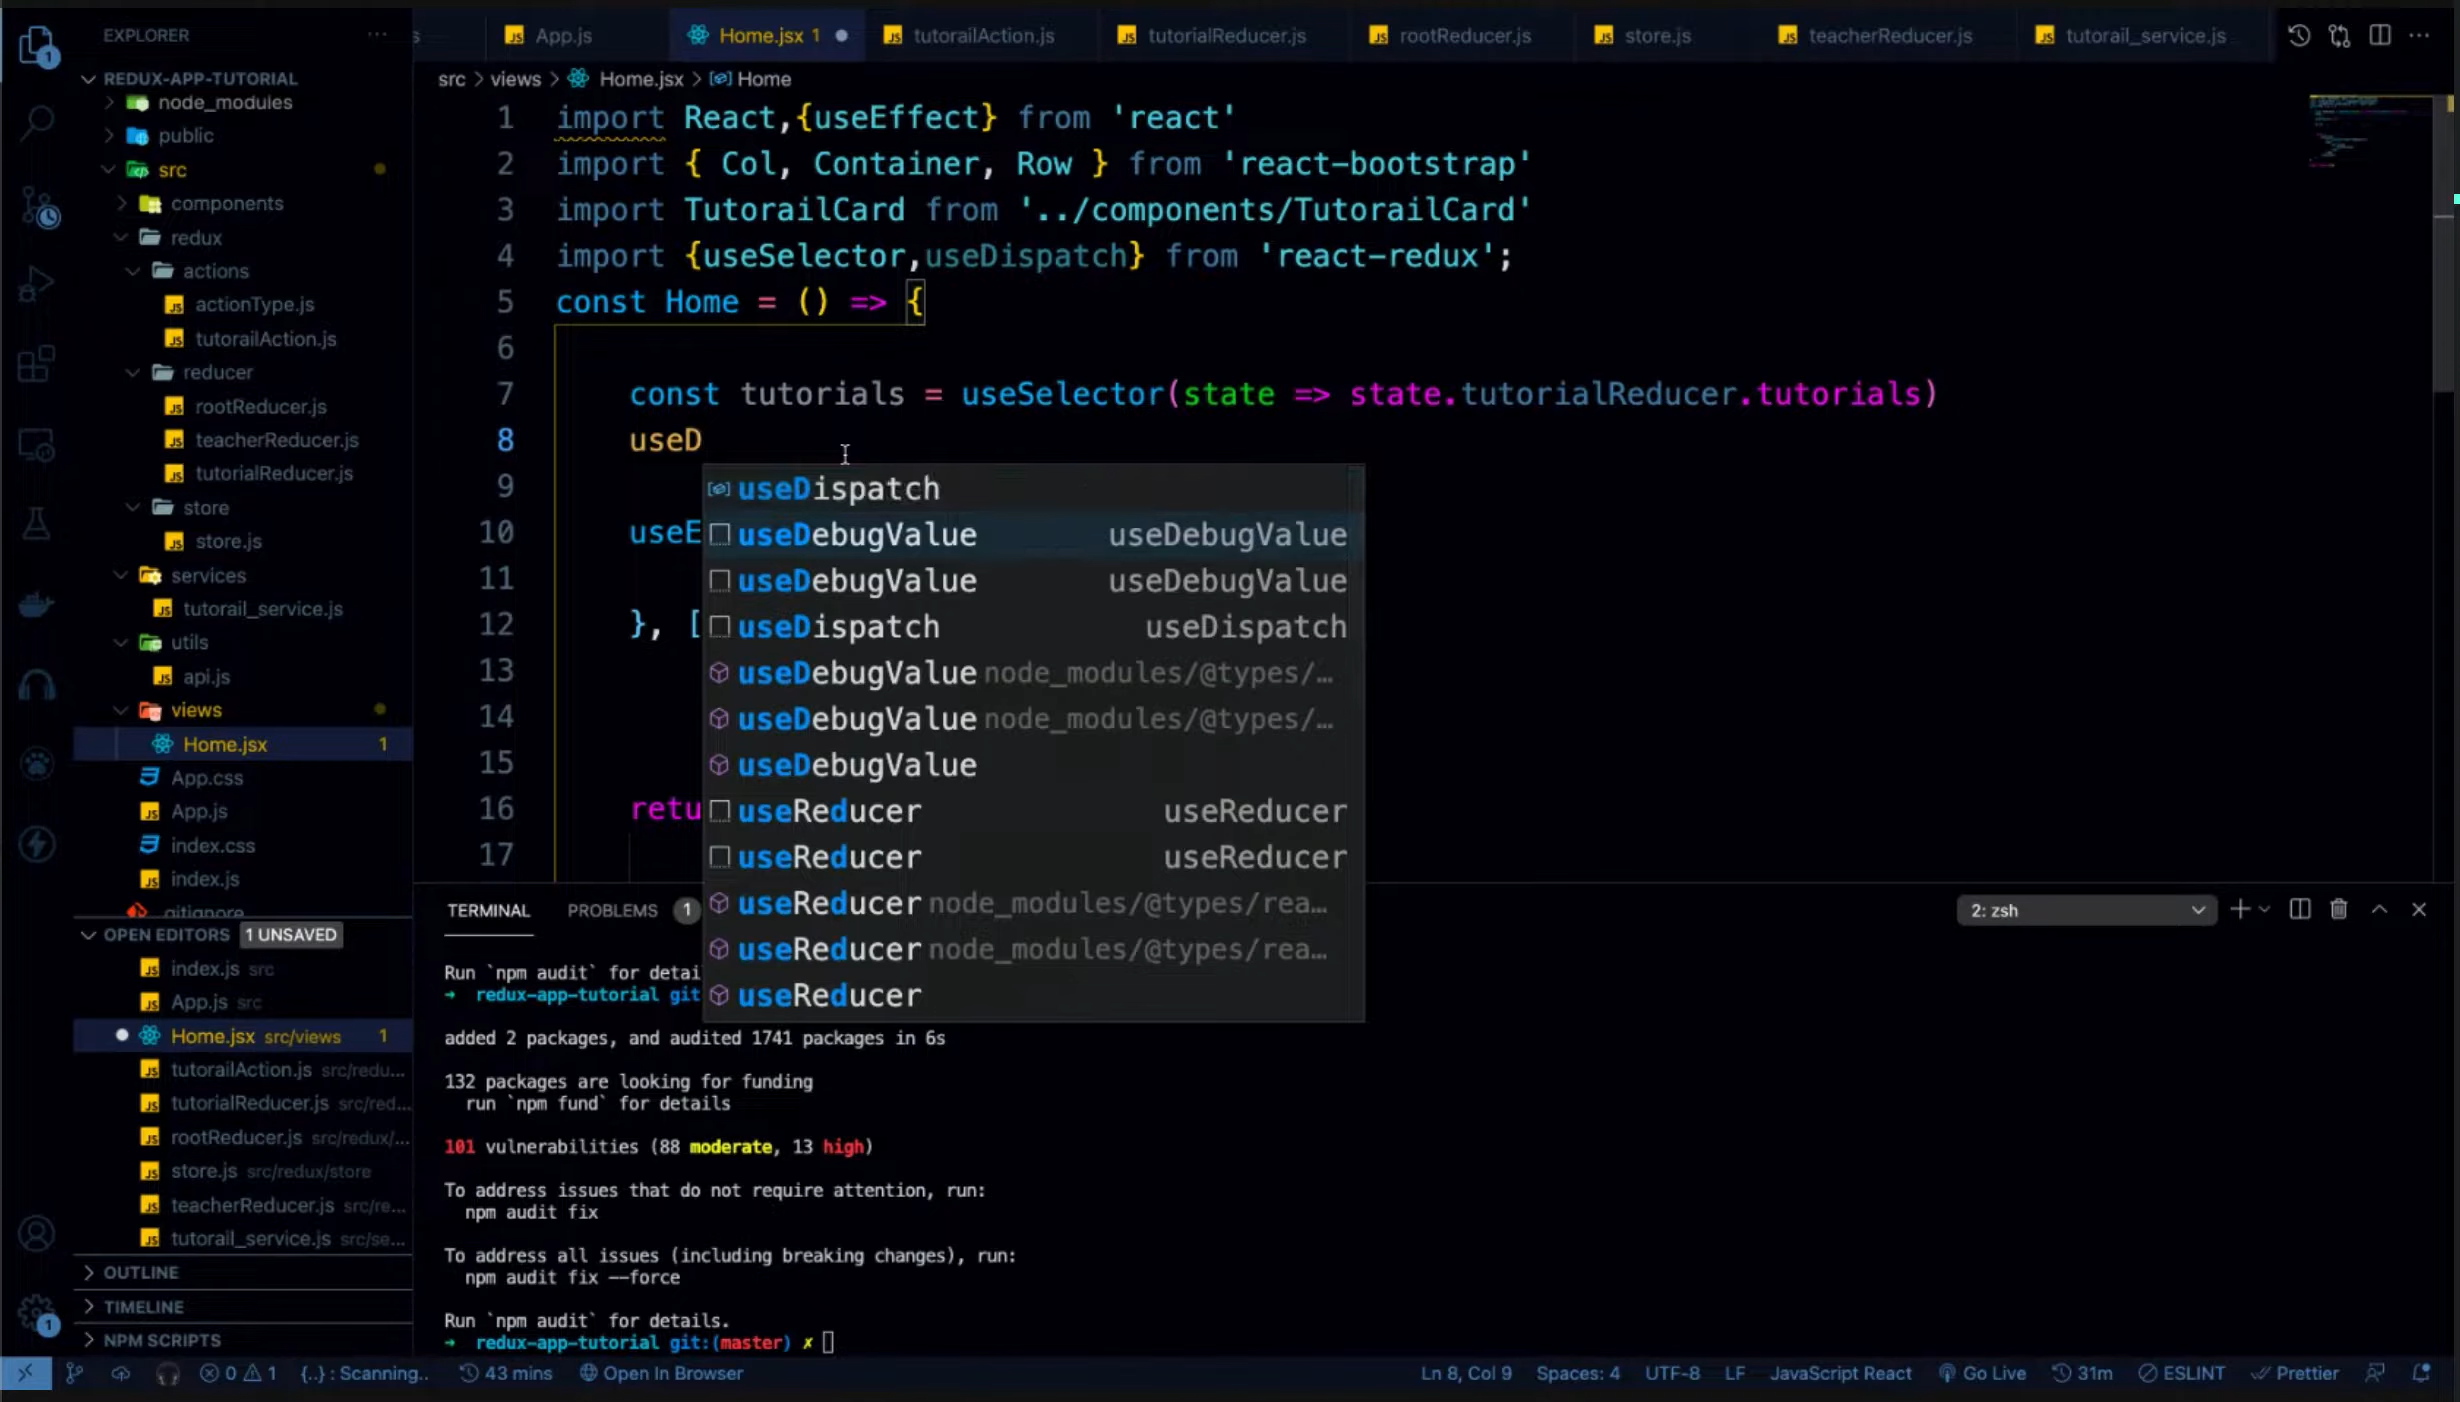 EXPLORER
REDUX-APP-TUTORIAL
node_modules
public
src
components
redux
actions
actionType.js
tutorailAction.js
reducer
rootReducer.js
teacherReducer.js
tutorialReducer.js
store
store.js
services
tutorail_service.js
utils
api.js
views
Home.jsx 1
App.css
App.js
index.css
index.js
.gitignore
OPEN EDITORS 1 UNSAVED
index.js src
App.js src
Home.jsx src/views 1
tutorailAction.js src/redu...
tutorialReducer.js src/red...
rootReducer.js src/redux/...
store.js src/redux/store
teacherReducer.js src/re...
tutorail_service.js src/se...
OUTLINE
TIMELINE
NPM SCRIPTS
s App.js Home.jsx 1 tutorailAction.js tutorialReducer.js rootReducer.js store.js teacherReducer.js tutorail_service.js
src > views > Home.jsx > Home
1 import React,{useEffect} from 'react'
2 import { Col, Container, Row } from 'react-bootstrap'
3 import TutorailCard from '../components/TutorailCard'
4 import {useSelector,useDispatch} from 'react-redux';
5 const Home = () => {
6
7 const tutorials = useSelector(state => state.tutorialReducer.tutorials)
8 useD
9
10 useE
11
12 }, [
13
14
15
16 retu
17
useDispatch
useDebugValue useDebugValue
useDebugValue useDebugValue
useDispatch useDispatch
useDebugValue node_modules/@types/...
useDebugValue node_modules/@types/...
useDebugValue
useReducer useReducer
useReducer useReducer
useReducer node_modules/@types/rea...
useReducer node_modules/@types/rea...
useReducer
TERMINAL PROBLEMS 1 2: zsh
Run `npm audit` for detai
→ redux-app-tutorial git
added 2 packages, and audited 1741 packages in 6s
132 packages are looking for funding
run `npm fund` for details
101 vulnerabilities (88 moderate, 13 high)
To address issues that do not require attention, run:
npm audit fix
To address all issues (including breaking changes), run:
npm audit fix --force
Run `npm audit` for details.
→ redux-app-tutorial git:(master) ✗
0 1 {..} : Scanning.. 43 mins Open In Browser Ln 8, Col 9 Spaces: 4 UTF-8 LF JavaScript React Go Live 31m ESLINT Prettier